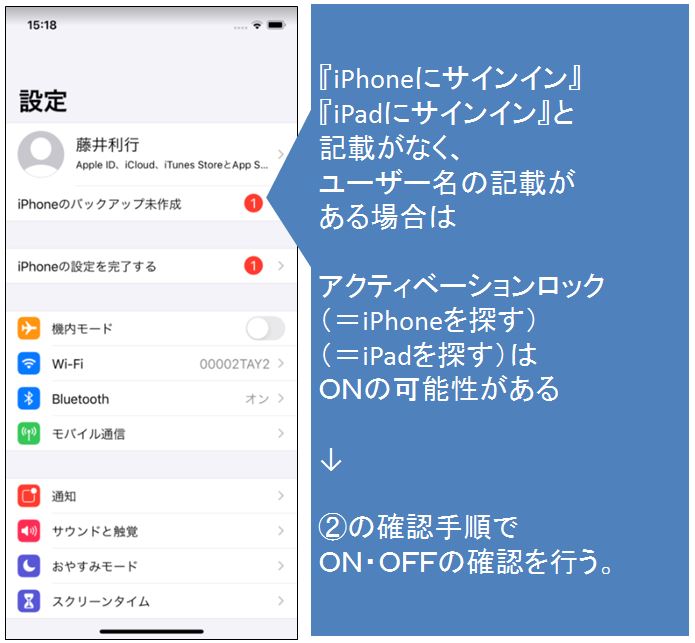 15:18
設定
藤井利行
Apple ID、iCloud、iTunes StoreとApp S...
iPhoneのバックアップ未作成 1
iPhoneの設定を完了する 1
機内モード
Wi-Fi 00002TAY2
Bluetooth オン
モバイル通信
通知
サウンドと触覚
おやすみモード
スクリーンタイム
『iPhoneにサインイン』
『iPadにサインイン』と
記載がなく、
ユーザー名の記載が
ある場合は
アクティベーションロック
（＝iPhoneを探す）
（＝iPadを探す）は
ＯＮの可能性がある
↓
②の確認手順で
ＯＮ・ＯＦＦの確認を行う。